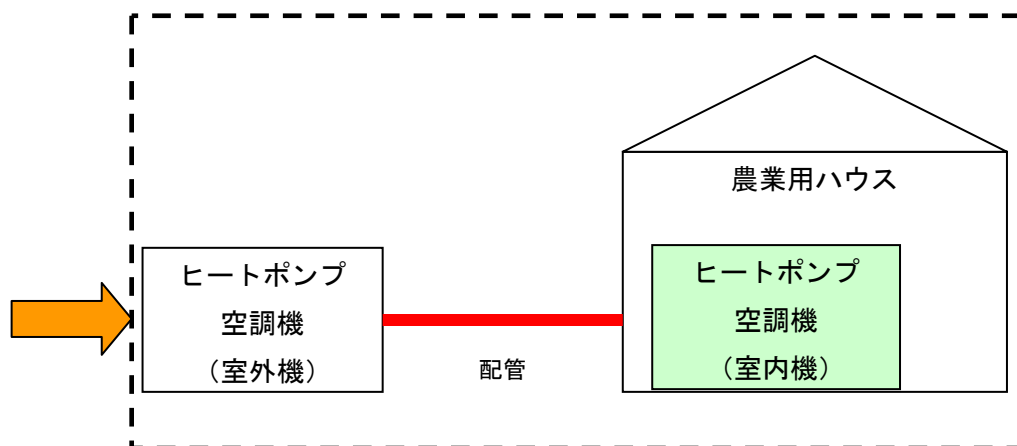 農業用ハウス
ヒートポンプ
空調機
（室外機）
配管
ヒートポンプ
空調機
（室内機）